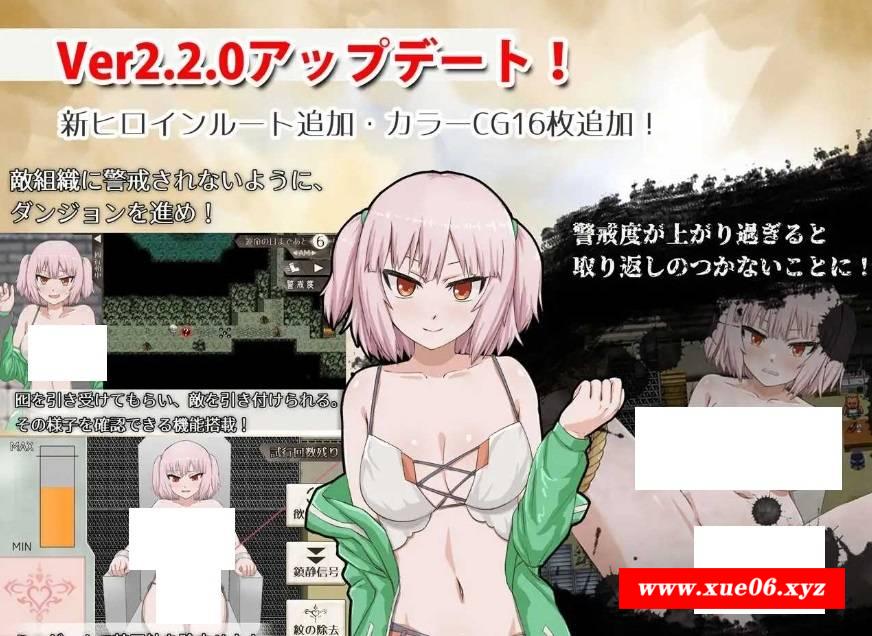 Ver2.2.0アップデート！
新ヒロインルート追加・カラーCG16枚追加！
敵組織に警戒されないように、
ダンジョンを進め！
警戒度が上がり過ぎると
取り返しのつかないことに！
6
AM
警戒度
囮を引き受けてもらい、敵を引き付けられる。
その様子を確認できる機能搭載！
MAX
試行回数残り
飲
MIN
鎮静信号
紋の除去
www.xue06.xyz